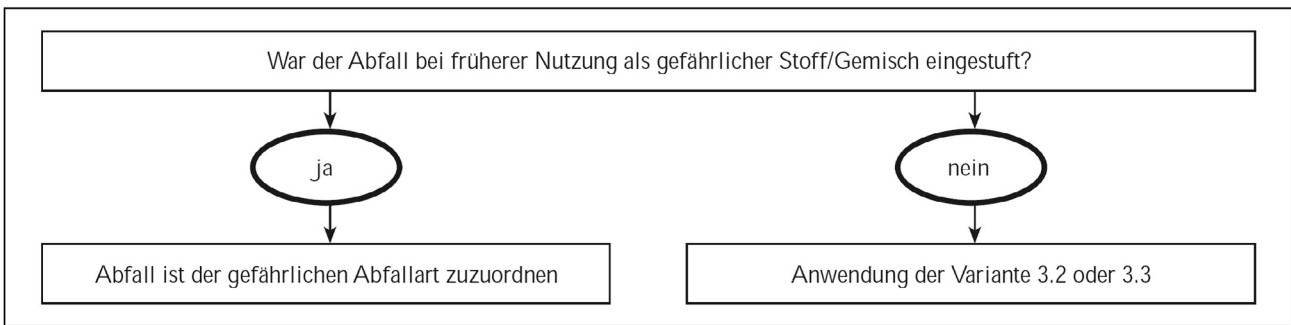 War der Abfall bei früherer Nutzung als gefährlicher Stoff/Gemisch eingestuft?
ja
nein
Abfall ist der gefährlichen Abfallart zuzuordnen
Anwendung der Variante 3.2 oder 3.3